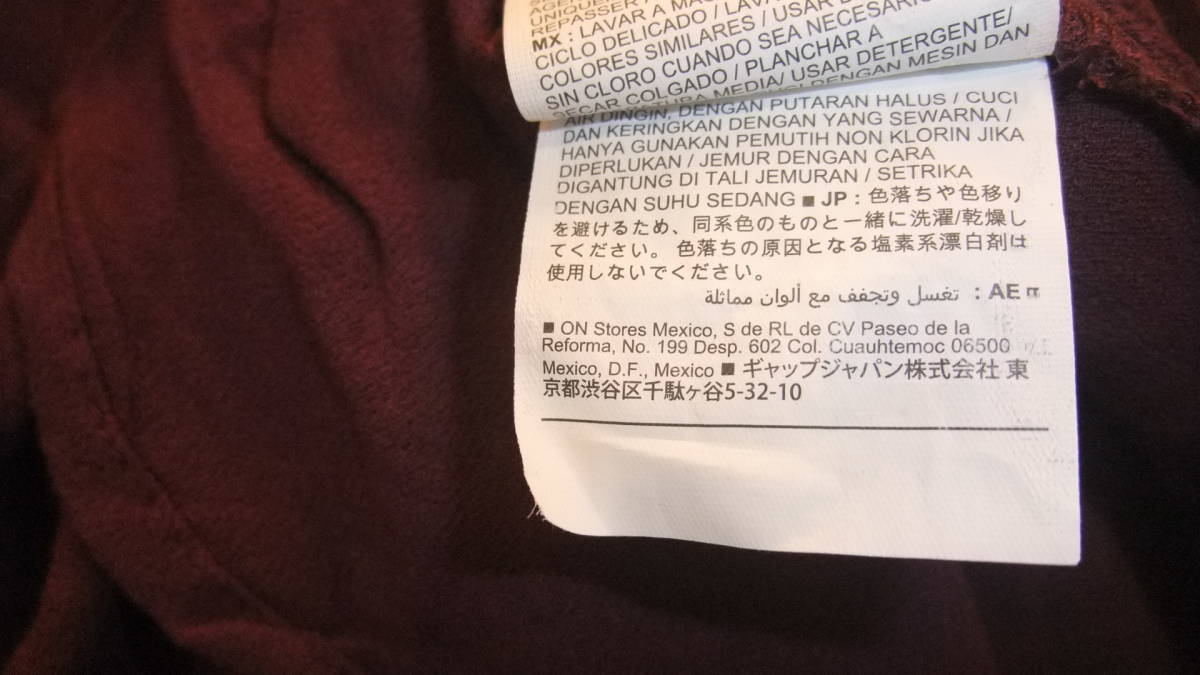 UNIQUE
REPASSER
MX : LAVAR A
CICLO DELICADO /
COLORES SIMILARES / USAR
SIN CLORO CUANDO SEA NECESARIO
SECAR COLGADO / PLANCHAR A
MEDIA/ USAR DETERGENTE/
DENGAN MESIN DAN
AIR DINGIN, DENGAN PUTARAN HALUS / CUCI
DAN KERINGKAN DENGAN YANG SEWARNA /
HANYA GUNAKAN PEMUTIH NON KLORIN JIKA
DIPERLUKAN / JEMUR DENGAN CARA
DIGANTUNG DI TALI JEMURAN / SETRIKA
DENGAN SUHU SEDANG ■ JP : 色落ちや色移り
を避けるため、同系色のものと一緒に洗濯/乾燥し
てください。 色落ちの原因となる塩素系漂白剤は
使用しないでください。
AE : تغسل وتجفف مع ألوان مماثلة
■ ON Stores Mexico, S de RL de CV Paseo de la
Reforma, No. 199 Desp. 602 Col. Cuauhtemoc 06500
Mexico, D.F., Mexico ■ ギャップジャパン株式会社 東
京都渋谷区千駄ヶ谷5-32-10